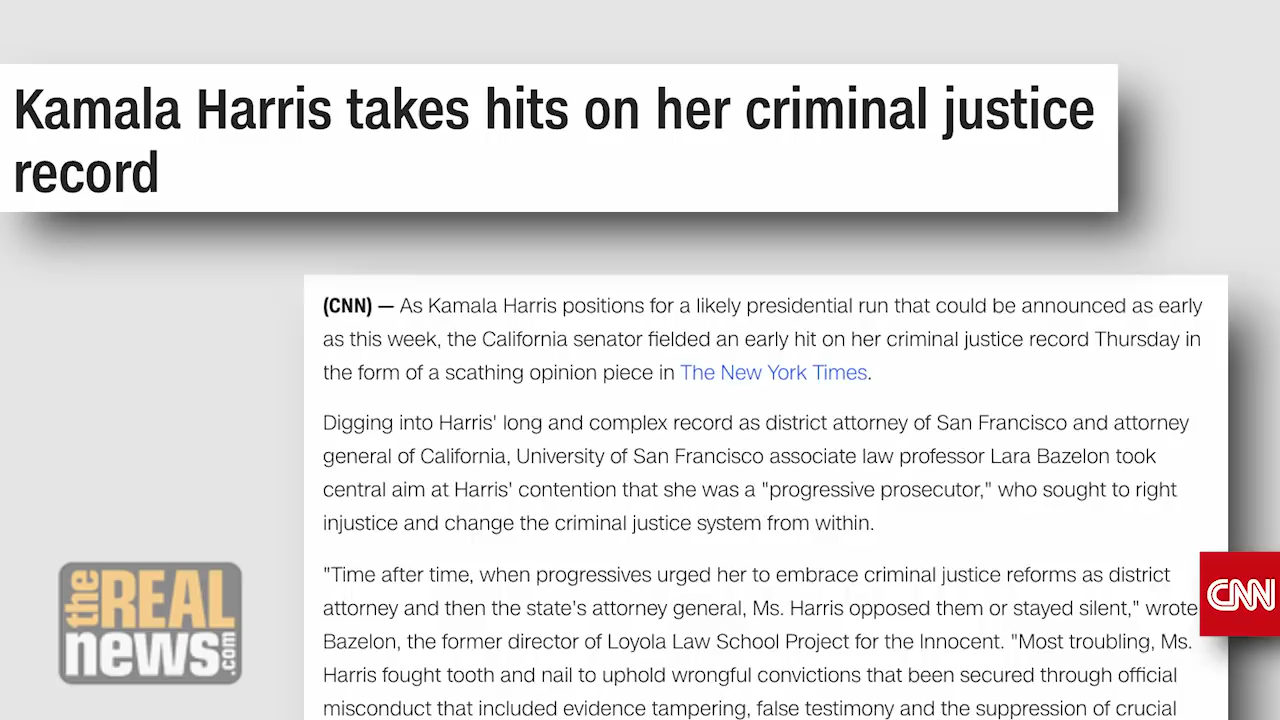 Kamala Harris takes hits on her criminal justice
record
(CNN) — As Kamala Harris positions for a likely presidential run that could be announced as early
as this week, the California senator fielded an early hit on her criminal justice record Thursday in
the form of a scathing opinion piece in The New York Times.
Digging into Harris' long and complex record as district attorney of San Francisco and attorney
general of California, University of San Francisco associate law professor Lara Bazelon took
central aim at Harris' contention that she was a "progressive prosecutor," who sought to right
injustice and change the criminal justice system from within.
"Time after time, when progressives urged her to embrace criminal justice reforms as district
attorney and then the state's attorney general, Ms. Harris opposed them or stayed silent," wrote
Bazelon, the former director of Loyola Law School Project for the Innocent. "Most troubling, Ms.
Harris fought tooth and nail to uphold wrongful convictions that been secured through official
misconduct that included evidence tampering, false testimony and the suppression of crucial
CNN
the REAL
news.com